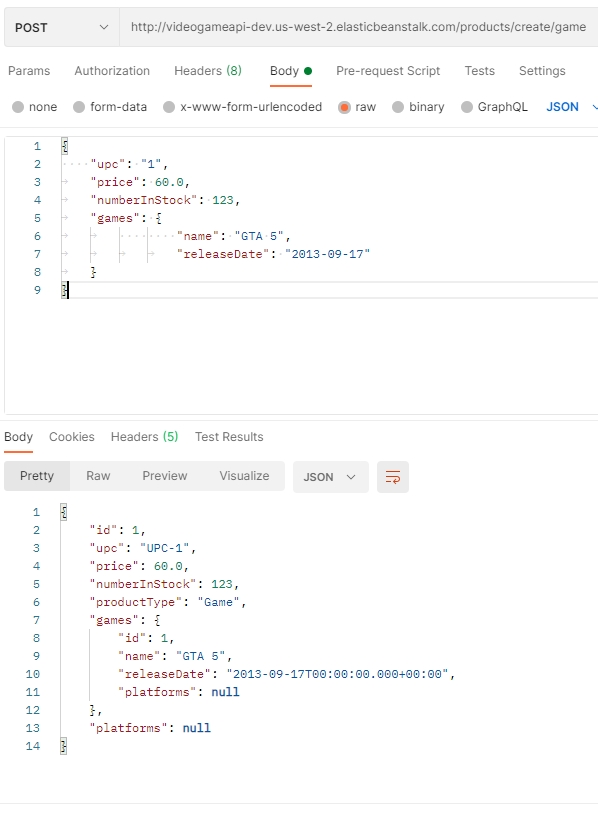 POST http://videogameapi-dev.us-west-2.elasticbeanstalk.com/products/create/game
Params Authorization Headers (8) Body Pre-request Script Tests Settings
none form-data x-www-form-urlencoded raw binary GraphQL JSON
1 {
2 "upc": "1",
3 "price": 60.0,
4 "numberInStock": 123,
5 "games": {
6 "name": "GTA 5",
7 "releaseDate": "2013-09-17"
8 }
9 }
Body Cookies Headers (5) Test Results
Pretty Raw Preview Visualize JSON
1 {
2 "id": 1,
3 "upc": "UPC-1",
4 "price": 60.0,
5 "numberInStock": 123,
6 "productType": "Game",
7 "games": {
8 "id": 1,
9 "name": "GTA 5",
10 "releaseDate": "2013-09-17T00:00:00.000+00:00",
11 "platforms": null
12 },
13 "platforms": null
14 }